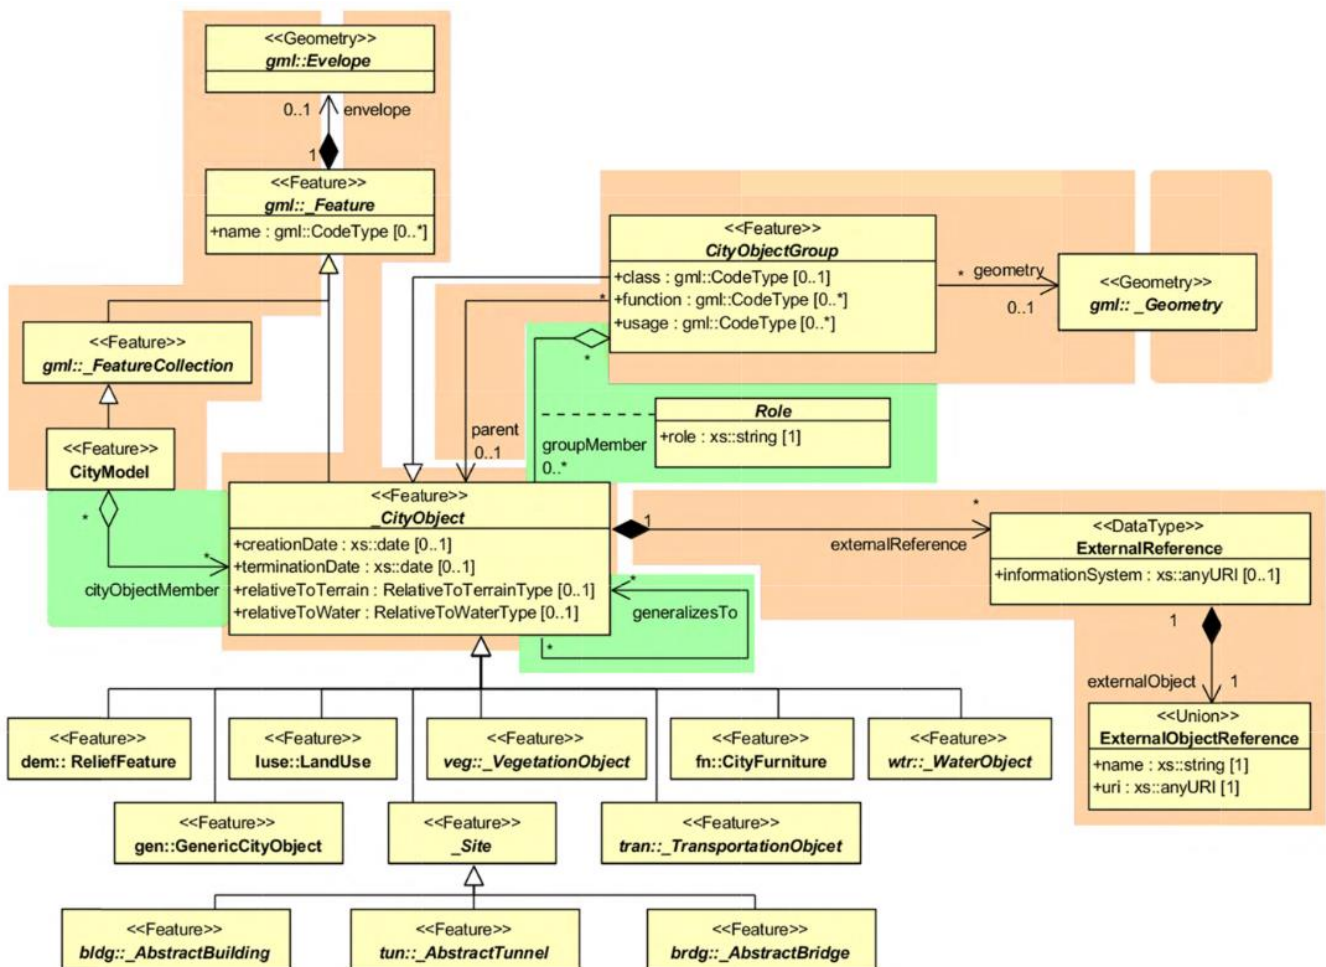 <<Geometry>>
gml::Evelope
0..1
envelope
1
<<Feature>>
gml::_Feature
+name : gml::CodeType [0..*]
<<Feature>>
CityObjectGroup
+class : gml::CodeType [0..1]
+function : gml::CodeType [0..*]
+usage : gml::CodeType [0..*]
*
*
* geometry
0..1
<<Geometry>>
gml:: _Geometry
<<Feature>>
gml::_FeatureCollection
Role
+role : xs::string [1]
parent
0..1
groupMember
0..*
<<Feature>>
CityModel
*
*
cityObjectMember
<<Feature>>
_CityObject
+creationDate : xs::date [0..1]
+terminationDate : xs::date [0..1]
+relativeToTerrain : RelativeToTerrainType [0..1]
+relativeToWater : RelativeToWaterType [0..1]
1
*
externalReference
*
generalizesTo
*
<<DataType>>
ExternalReference
+informationSystem : xs::anyURI [0..1]
1
externalObject
1
<<Union>>
ExternalObjectReference
+name : xs::string [1]
+uri : xs::anyURI [1]
<<Feature>>
dem:: ReliefFeature
<<Feature>>
luse::LandUse
<<Feature>>
veg::_VegetationObject
<<Feature>>
frn::CityFurniture
<<Feature>>
wtr::_WaterObject
<<Feature>>
gen::GenericCityObject
<<Feature>>
_Site
<<Feature>>
tran::_TransportationObjcet
<<Feature>>
bldg::_AbstractBuilding
<<Feature>>
tun::_AbstractTunnel
<<Feature>>
brdg::_AbstractBridge